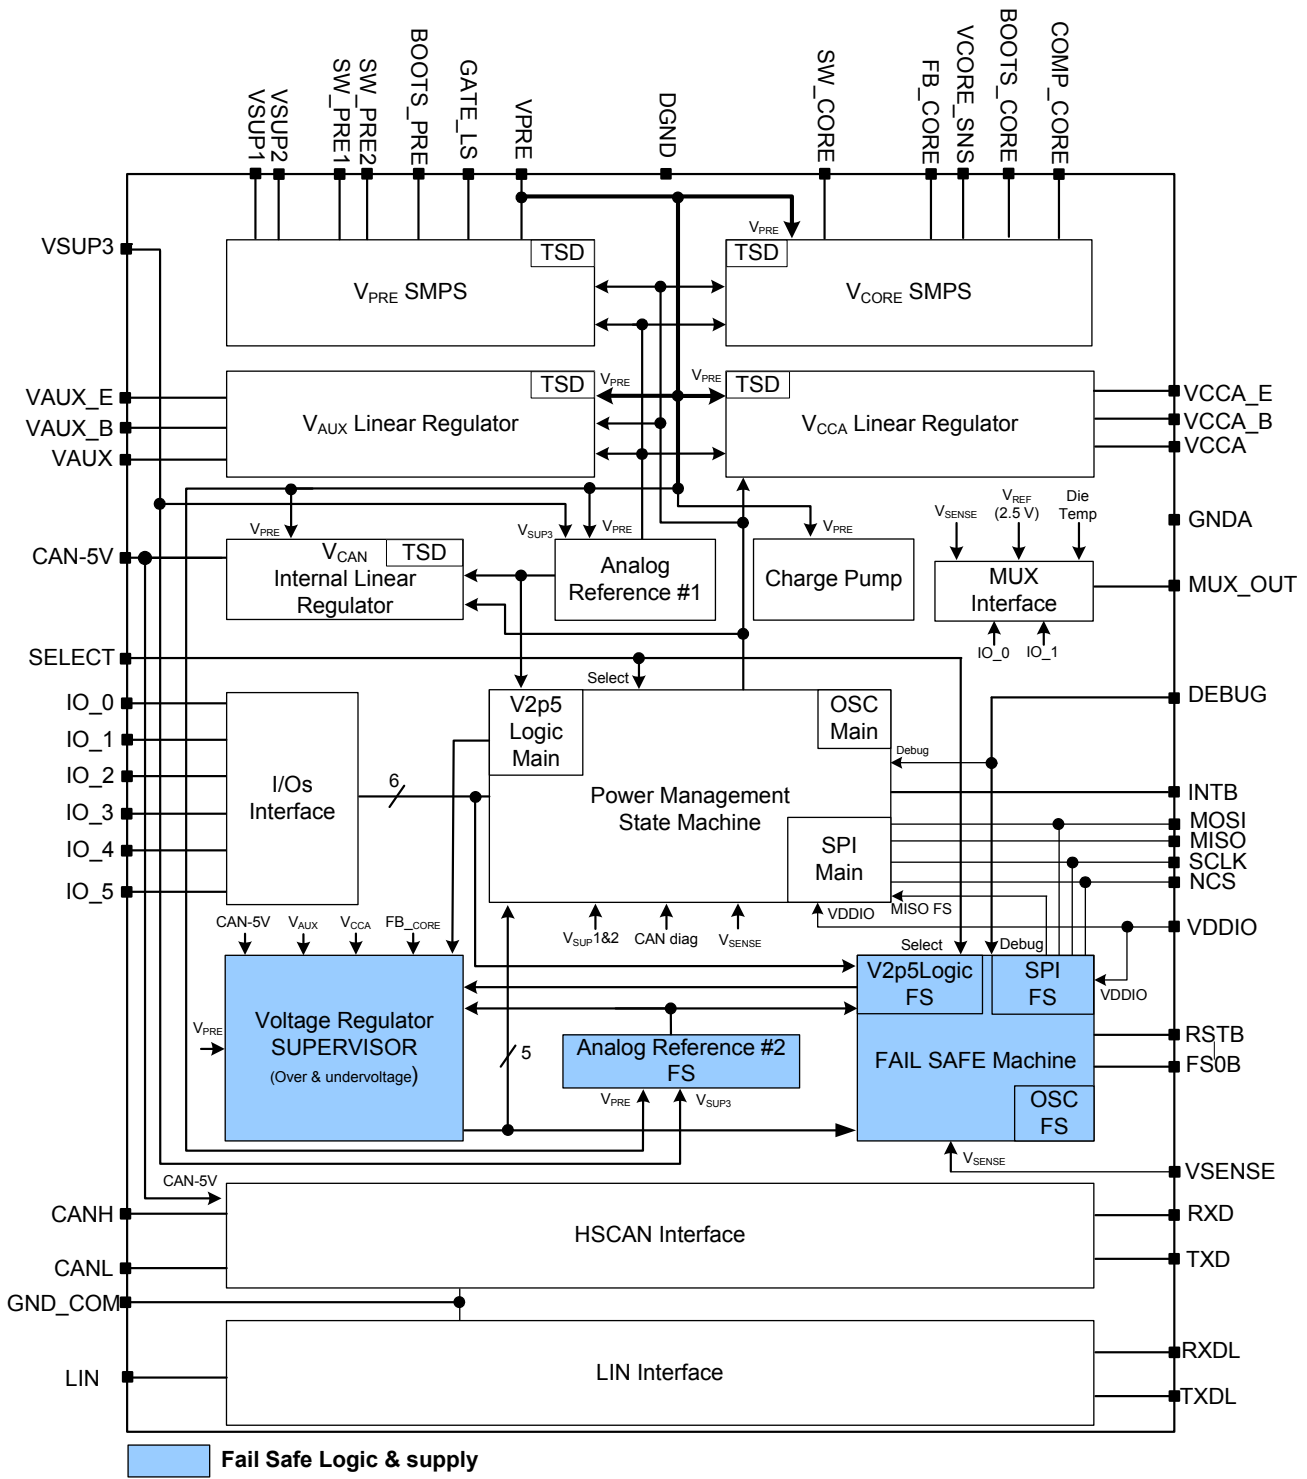 VSUP1
VSUP2
SW_PRE1
SW_PRE2
BOOTS_PRE
GATE_LS
VPRE
DGND
SW_CORE
FB_CORE
VCORE_SNS
BOOTS_CORE
COMP_CORE
VSUP3
VPRE SMPS
TSD
VPRE
TSD
VCORE SMPS
VAUX_E
VAUX_B
VAUX
VAUX Linear Regulator
TSD
VPRE
VPRE
TSD
VCCA Linear Regulator
VCCA_E
VCCA_B
VCCA
VPRE
VSUP3
VPRE
VPRE
VSENSE
VREF
(2.5 V)
Die
Temp
GNDA
CAN-5V
VCAN
Internal Linear
Regulator
TSD
Analog
Reference #1
Charge Pump
MUX
Interface
MUX_OUT
IO_0
IO_1
SELECT
Select
DEBUG
IO_0
IO_1
IO_2
IO_3
IO_4
IO_5
I/Os
Interface
6
V2p5
Logic
Main
OSC
Main
Debug
Power Management
State Machine
SPI
Main
INTB
MOSI
MISO
SCLK
NCS
VDDIO
CAN-5V
VAUX
VCCA
FB_CORE
VSUP1&2
CAN diag
VSENSE
VDDIO
MISO FS
Select
Debug
VDDIO
VPRE
Voltage Regulator
SUPERVISOR
(Over & undervoltage)
5
Analog Reference #2
FS
VPRE
VSUP3
V2p5Logic
FS
SPI
FS
FAIL SAFE Machine
OSC
FS
RSTB
FS0B
VSENSE
VSENSE
CAN-5V
CANH
CANL
HSCAN Interface
RXD
TXD
GND_COM
LIN
LIN Interface
RXDL
TXDL
Fail Safe Logic & supply